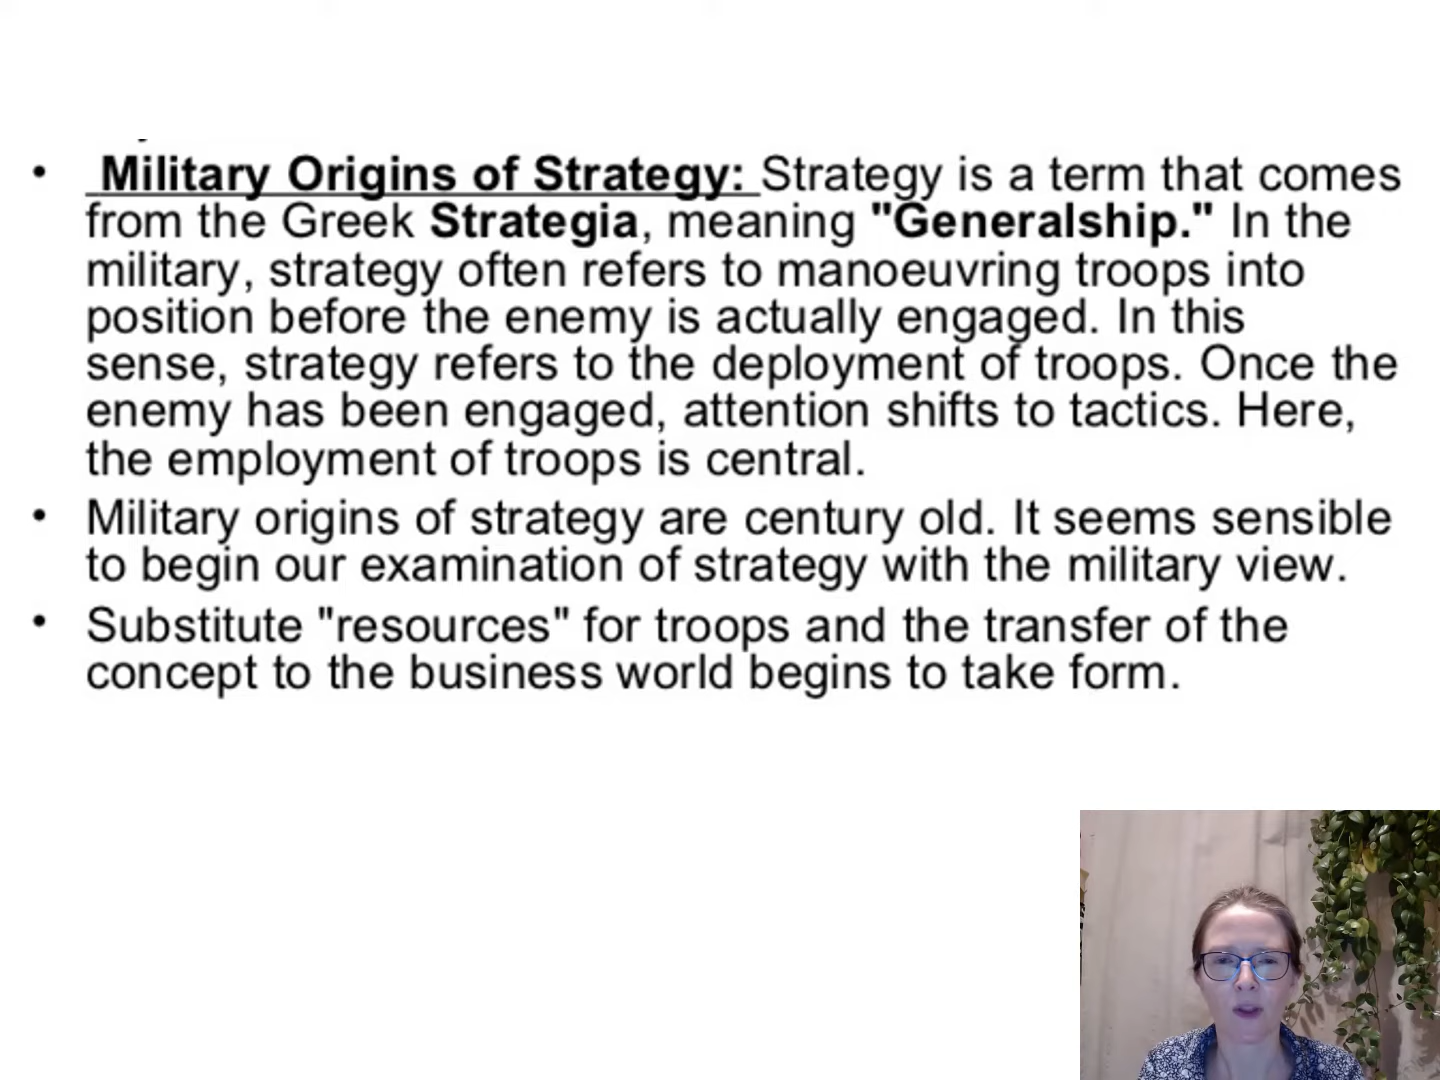 • Military Origins of Strategy: Strategy is a term that comes
from the Greek Strategia, meaning "Generalship." In the
military, strategy often refers to manoeuvring troops into
position before the enemy is actually engaged. In this
sense, strategy refers to the deployment of troops. Once the
enemy has been engaged, attention shifts to tactics. Here,
the employment of troops is central.
• Military origins of strategy are century old. It seems sensible
to begin our examination of strategy with the military view.
• Substitute "resources" for troops and the transfer of the
concept to the business world begins to take form.